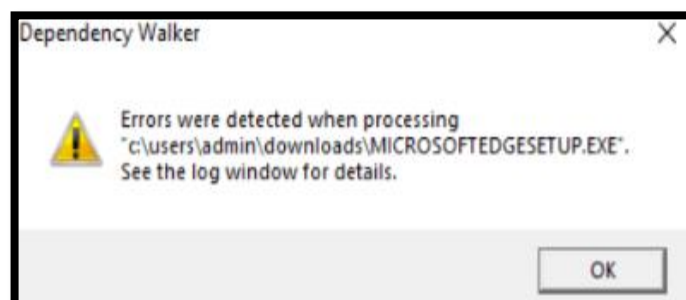 Dependency Walker
Errors were detected when processing
"c:\users\admin\downloads\MICROSOFTEDGESETUP.EXE".
See the log window for details.
OK